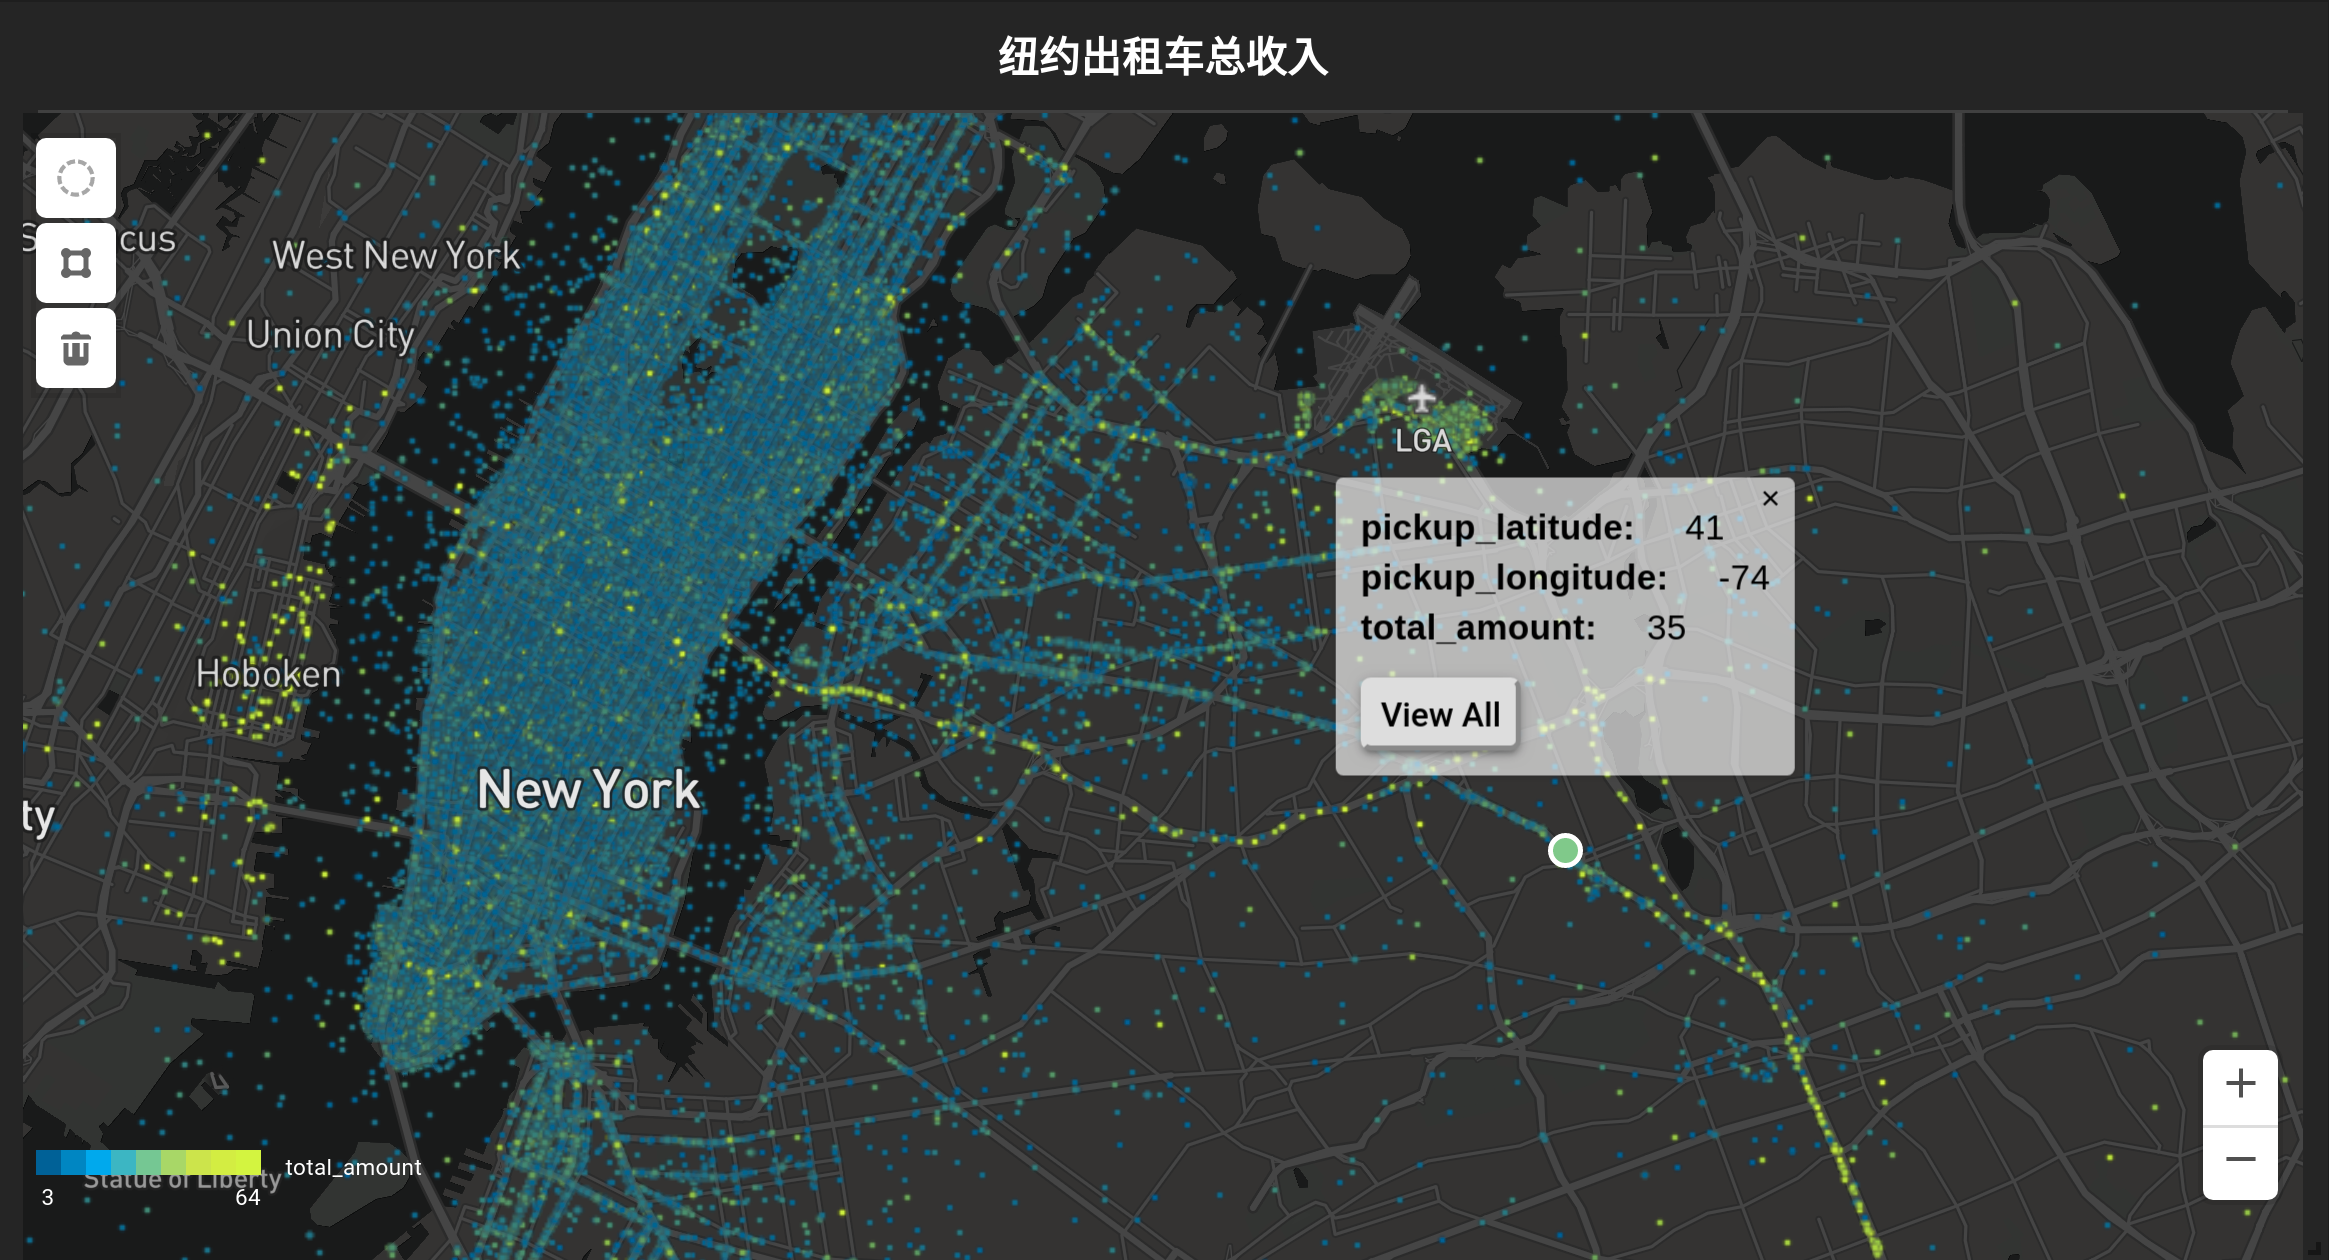 纽约出租车总收入
S cus
West New York
Union City
LGA
×
pickup_latitude: 41
pickup_longitude: -74
total_amount: 35
View All
Hoboken
New York
ty
total_amount
Statue of Liberty
3 64
+
−